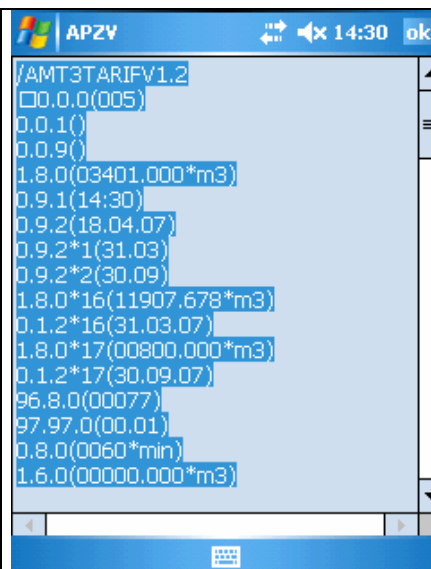 APZV 14:30 ok
/AMT3TARIFV1.2
□0.0.0(005)
0.0.1()
0.0.9()
1.8.0(03401.000*m3)
0.9.1(14:30)
0.9.2(18.04.07)
0.9.2*1(31.03)
0.9.2*2(30.09)
1.8.0*16(11907.678*m3)
0.1.2*16(31.03.07)
1.8.0*17(00800.000*m3)
0.1.2*17(30.09.07)
96.8.0(00077)
97.97.0(00.01)
0.8.0(0060*min)
1.6.0(00000.000*m3)